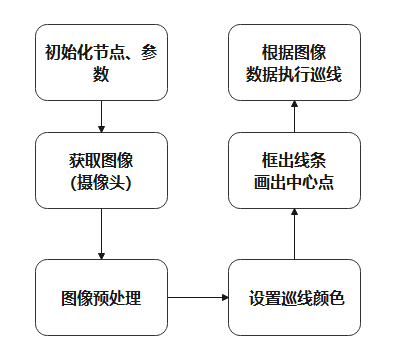 初始化节点、参
数
获取图像
（摄像头）
图像预处理
设置巡线颜色
框出线条
画出中心点
根据图像
数据执行巡线